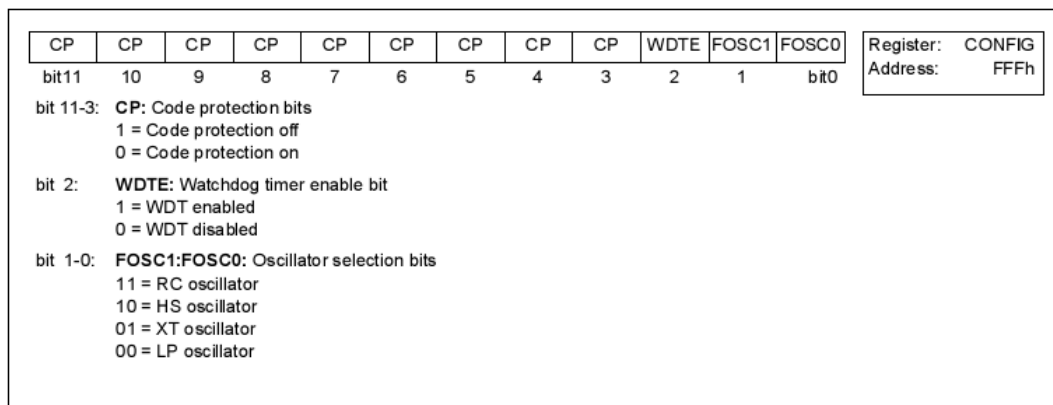 CP CP CP CP CP CP CP CP CP WDTE FOSC1 FOSC0
bit11 10 9 8 7 6 5 4 3 2 1 bit0
Register: CONFIG
Address: FFFh
bit 11-3: CP: Code protection bits
1 = Code protection off
0 = Code protection on
bit 2: WDTE: Watchdog timer enable bit
1 = WDT enabled
0 = WDT disabled
bit 1-0: FOSC1:FOSC0: Oscillator selection bits
11 = RC oscillator
10 = HS oscillator
01 = XT oscillator
00 = LP oscillator